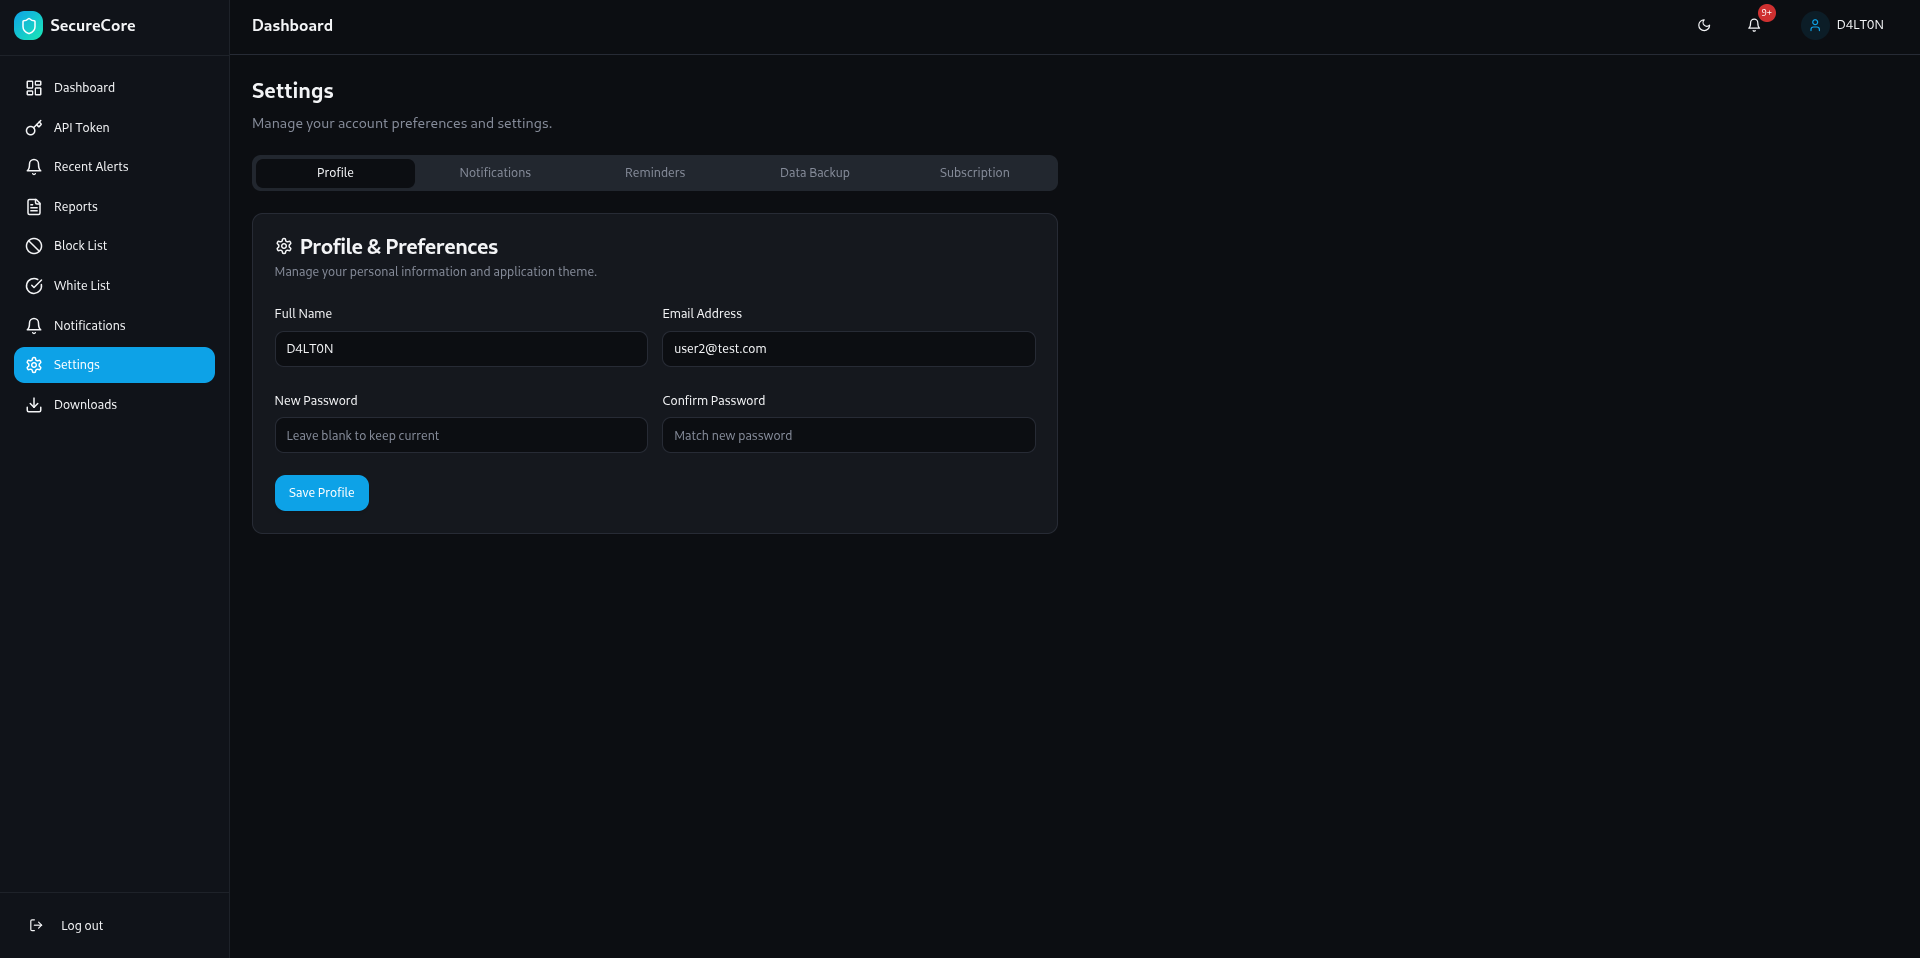 SecureCore
Dashboard
9+
D4LT0N
Dashboard
API Token
Recent Alerts
Reports
Block List
White List
Notifications
Settings
Downloads
Log out
Settings
Manage your account preferences and settings.
Profile Notifications Reminders Data Backup Subscription
Profile & Preferences
Manage your personal information and application theme.
Full Name Email Address
D4LT0N user2@test.com
New Password Confirm Password
Leave blank to keep current Match new password
Save Profile